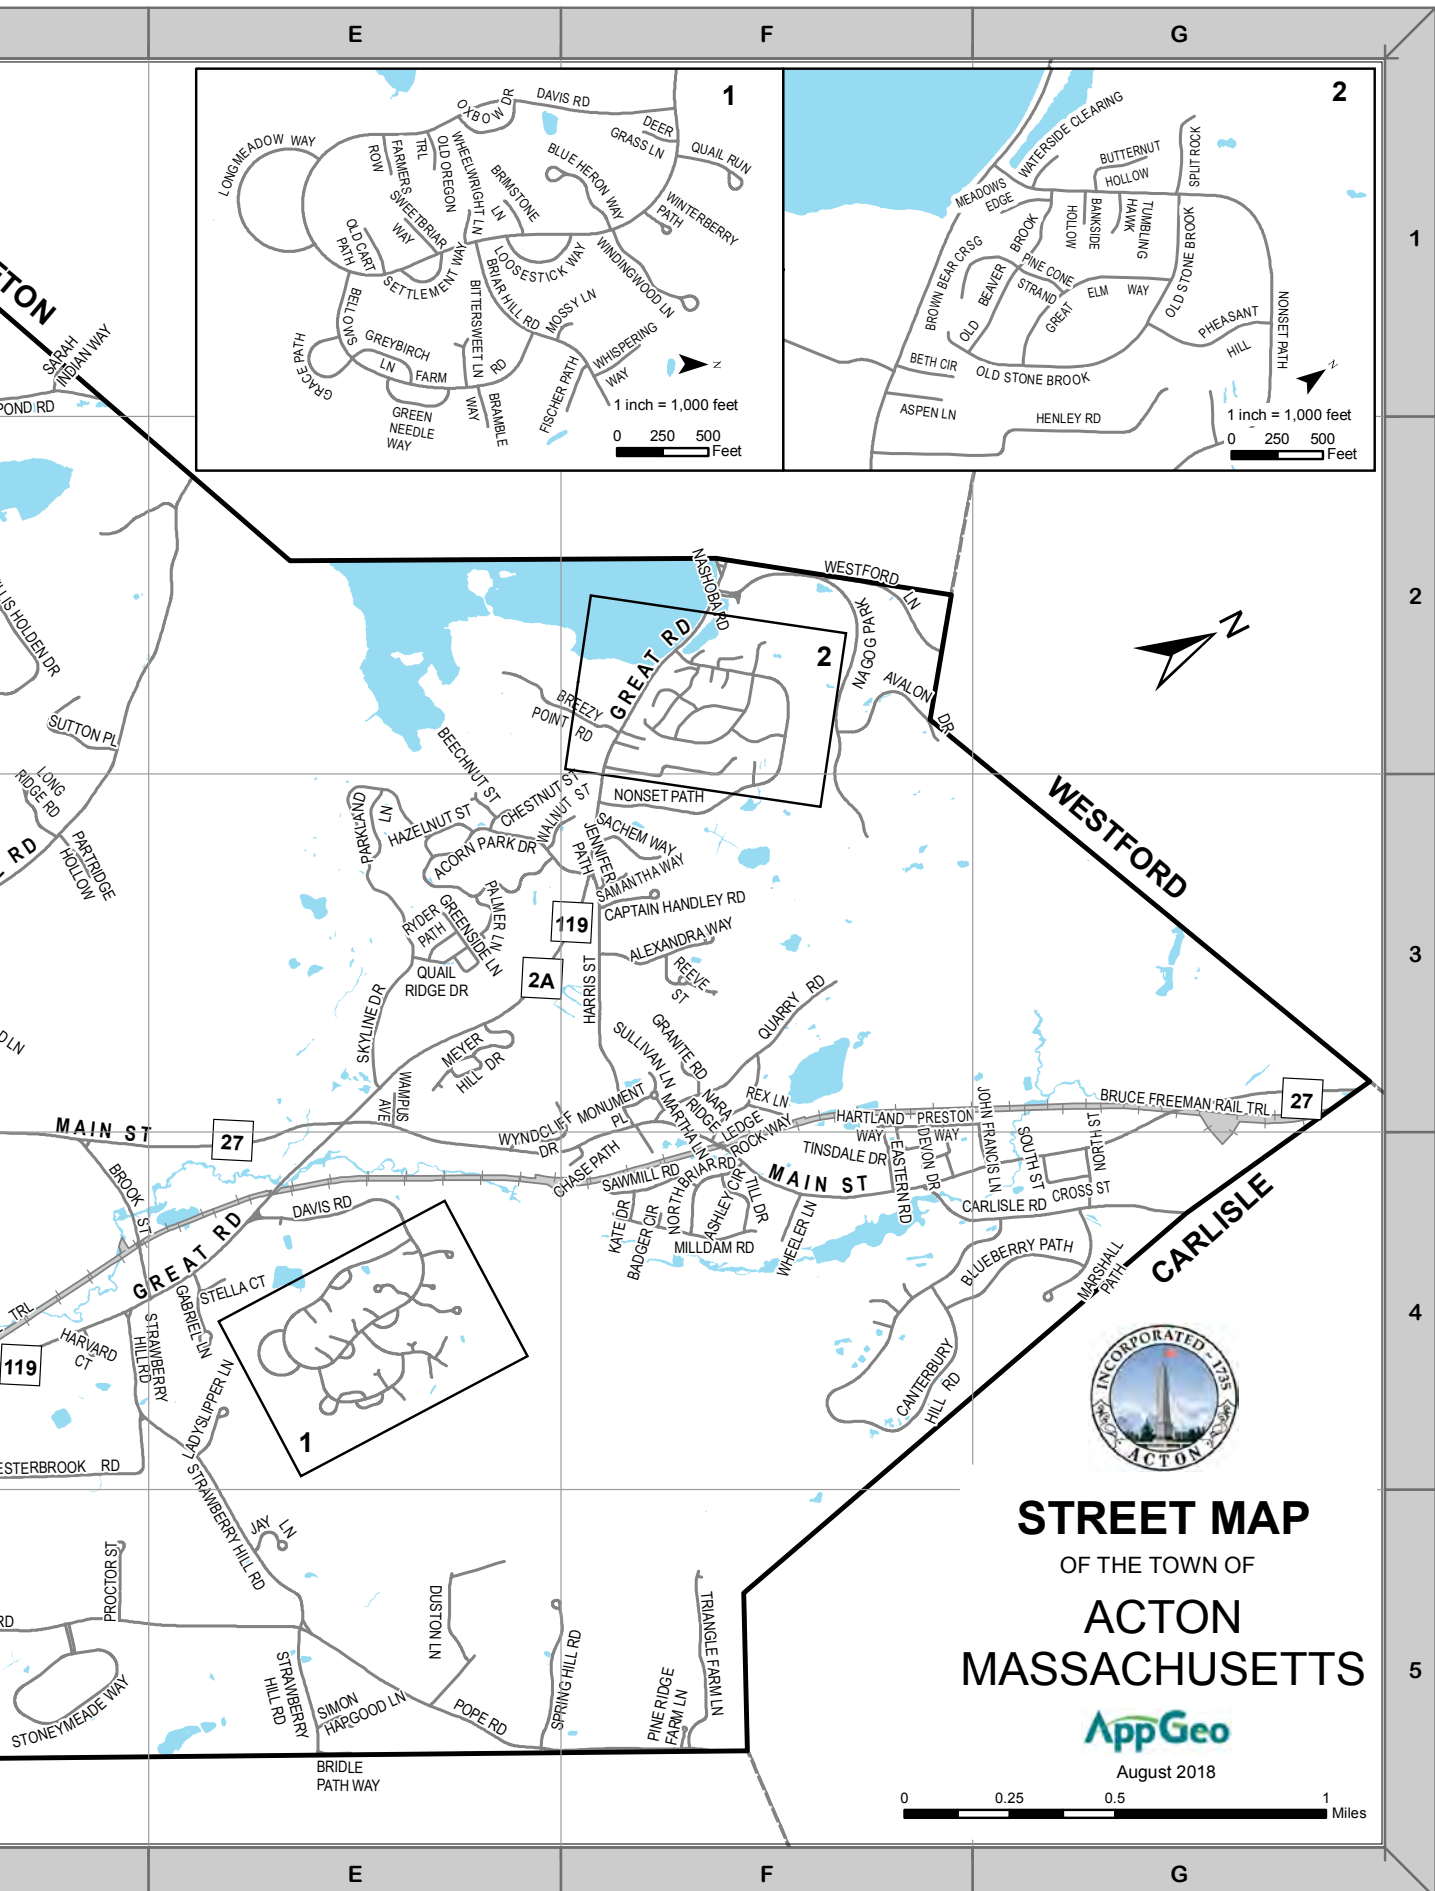 E
F
G
1
2
3
4
5
E
F
G
1
LONGMEADOW WAY
OXBOW DR
DAVIS RD
DEER
GRASS LN
QUAIL RUN
FARMERS
ROW
OLD OREGON
TRL
WHEELWRIGHT LN
BRIMSTONE
LN
BLUE HERON WAY
WINTERBERRY
PATH
SWEETBRIAR
WAY
OLD CART
PATH
SETTLEMENT WAY
LOOSESTICK WAY
WINDINGWOOD LN
BRIAR HILL RD
BITTERSWEET LN
MOSSY LN
BELLOWS
FARM
RD
GREYBIRCH
LN
GRACE PATH
GREEN
NEEDLE
WAY
BRAMBLE
WAY
FISCHER PATH
WHISPERING
WAY
N
1 inch = 1,000 feet
0 250 500
Feet
2
WATERSIDE CLEARING
BUTTERNUT
HOLLOW
SPLIT ROCK
MEADOWS
EDGE
BANKSIDE
HOLLOW
TUMBLING
HAWK
OLD STONE BROOK
BROWN BEAR CRSG
OLD BEAVER BROOK
PINE CONE
STRAND
GREAT ELM WAY
PHEASANT
HILL
NONSET PATH
BETH CIR
OLD STONE BROOK
ASPEN LN
HENLEY RD
N
1 inch = 1,000 feet
0 250 500
Feet
TON
SARAH
INDIAN WAY
POND RD
LIS HOLDEN DR
SUTTON PL
LONG
RIDGE RD
PARTRIDGE
HOLLOW
RD
D LN
NASHOBA RD
WESTFORD LN
N
GREAT RD
2
NAGOG PARK
AVALON DR
BREEZY
POINT RD
BEECHNUT ST
CHESTNUT ST
WALNUT ST
NONSET PATH
WESTFORD
PARKLAND LN
HAZELNUT ST
ACORN PARK DR
JENNIFER
PATH
SACHEM WAY
SAMANTHA WAY
PALMER LN
GREENSIDE LN
RYDER
PATH
119
CAPTAIN HANDLEY RD
ALEXANDRA WAY
QUAIL
RIDGE DR
2A
HARRIS ST
REEVE
ST
QUARRY RD
SKYLINE DR
GRANITE RD
SULLIVAN LN
MEYER
HILL DR
WAMPUS
AVE
MONUMENT
PL
MARTHA LN
NARA
RIDGE
REX LN
LEDGE
ROCK WAY
HARTLAND
WAY
PRESTON
WAY
JOHN FRANCIS LN
BRUCE FREEMAN RAIL TRL
27
MAIN ST
27
WYNDCLIFF
DR
CHASE PATH
SAWMILL RD
TINSDALE DR
EASTERN RD
DEVON DR
SOUTH ST
NORTH ST
BROOK ST
NORTH BRIAR RD
MAIN ST
CARLISLE RD
CROSS ST
DAVIS RD
GREAT RD
KATE DR
BADGER CIR
ASHLEY CIR
TILL DR
MILLDAM RD
WHEELER LN
BLUEBERRY PATH
MARSHALL
PATH
CARLISLE
STELLA CT
GABRIEL LN
TRL
HARVARD
CT
119
STRAWBERRY
HILL RD
LADYSLIPPER LN
1
CANTERBURY
HILL RD
ESTERBROOK RD
STRAWBERRY HILL RD
JAY LN
PROCTOR ST
RD
STONEYMEADE WAY
DUSTON LN
STRAWBERRY
HILL RD
SIMON
HAPGOOD LN
POPE RD
SPRING HILL RD
PINE RIDGE
FARM LN
TRIANGLE FARM LN
BRIDLE
PATH WAY
INCORPORATED - 1735
ACTON
STREET MAP
OF THE TOWN OF
ACTON
MASSACHUSETTS
AppGeo
August 2018
0 0.25 0.5 1
Miles